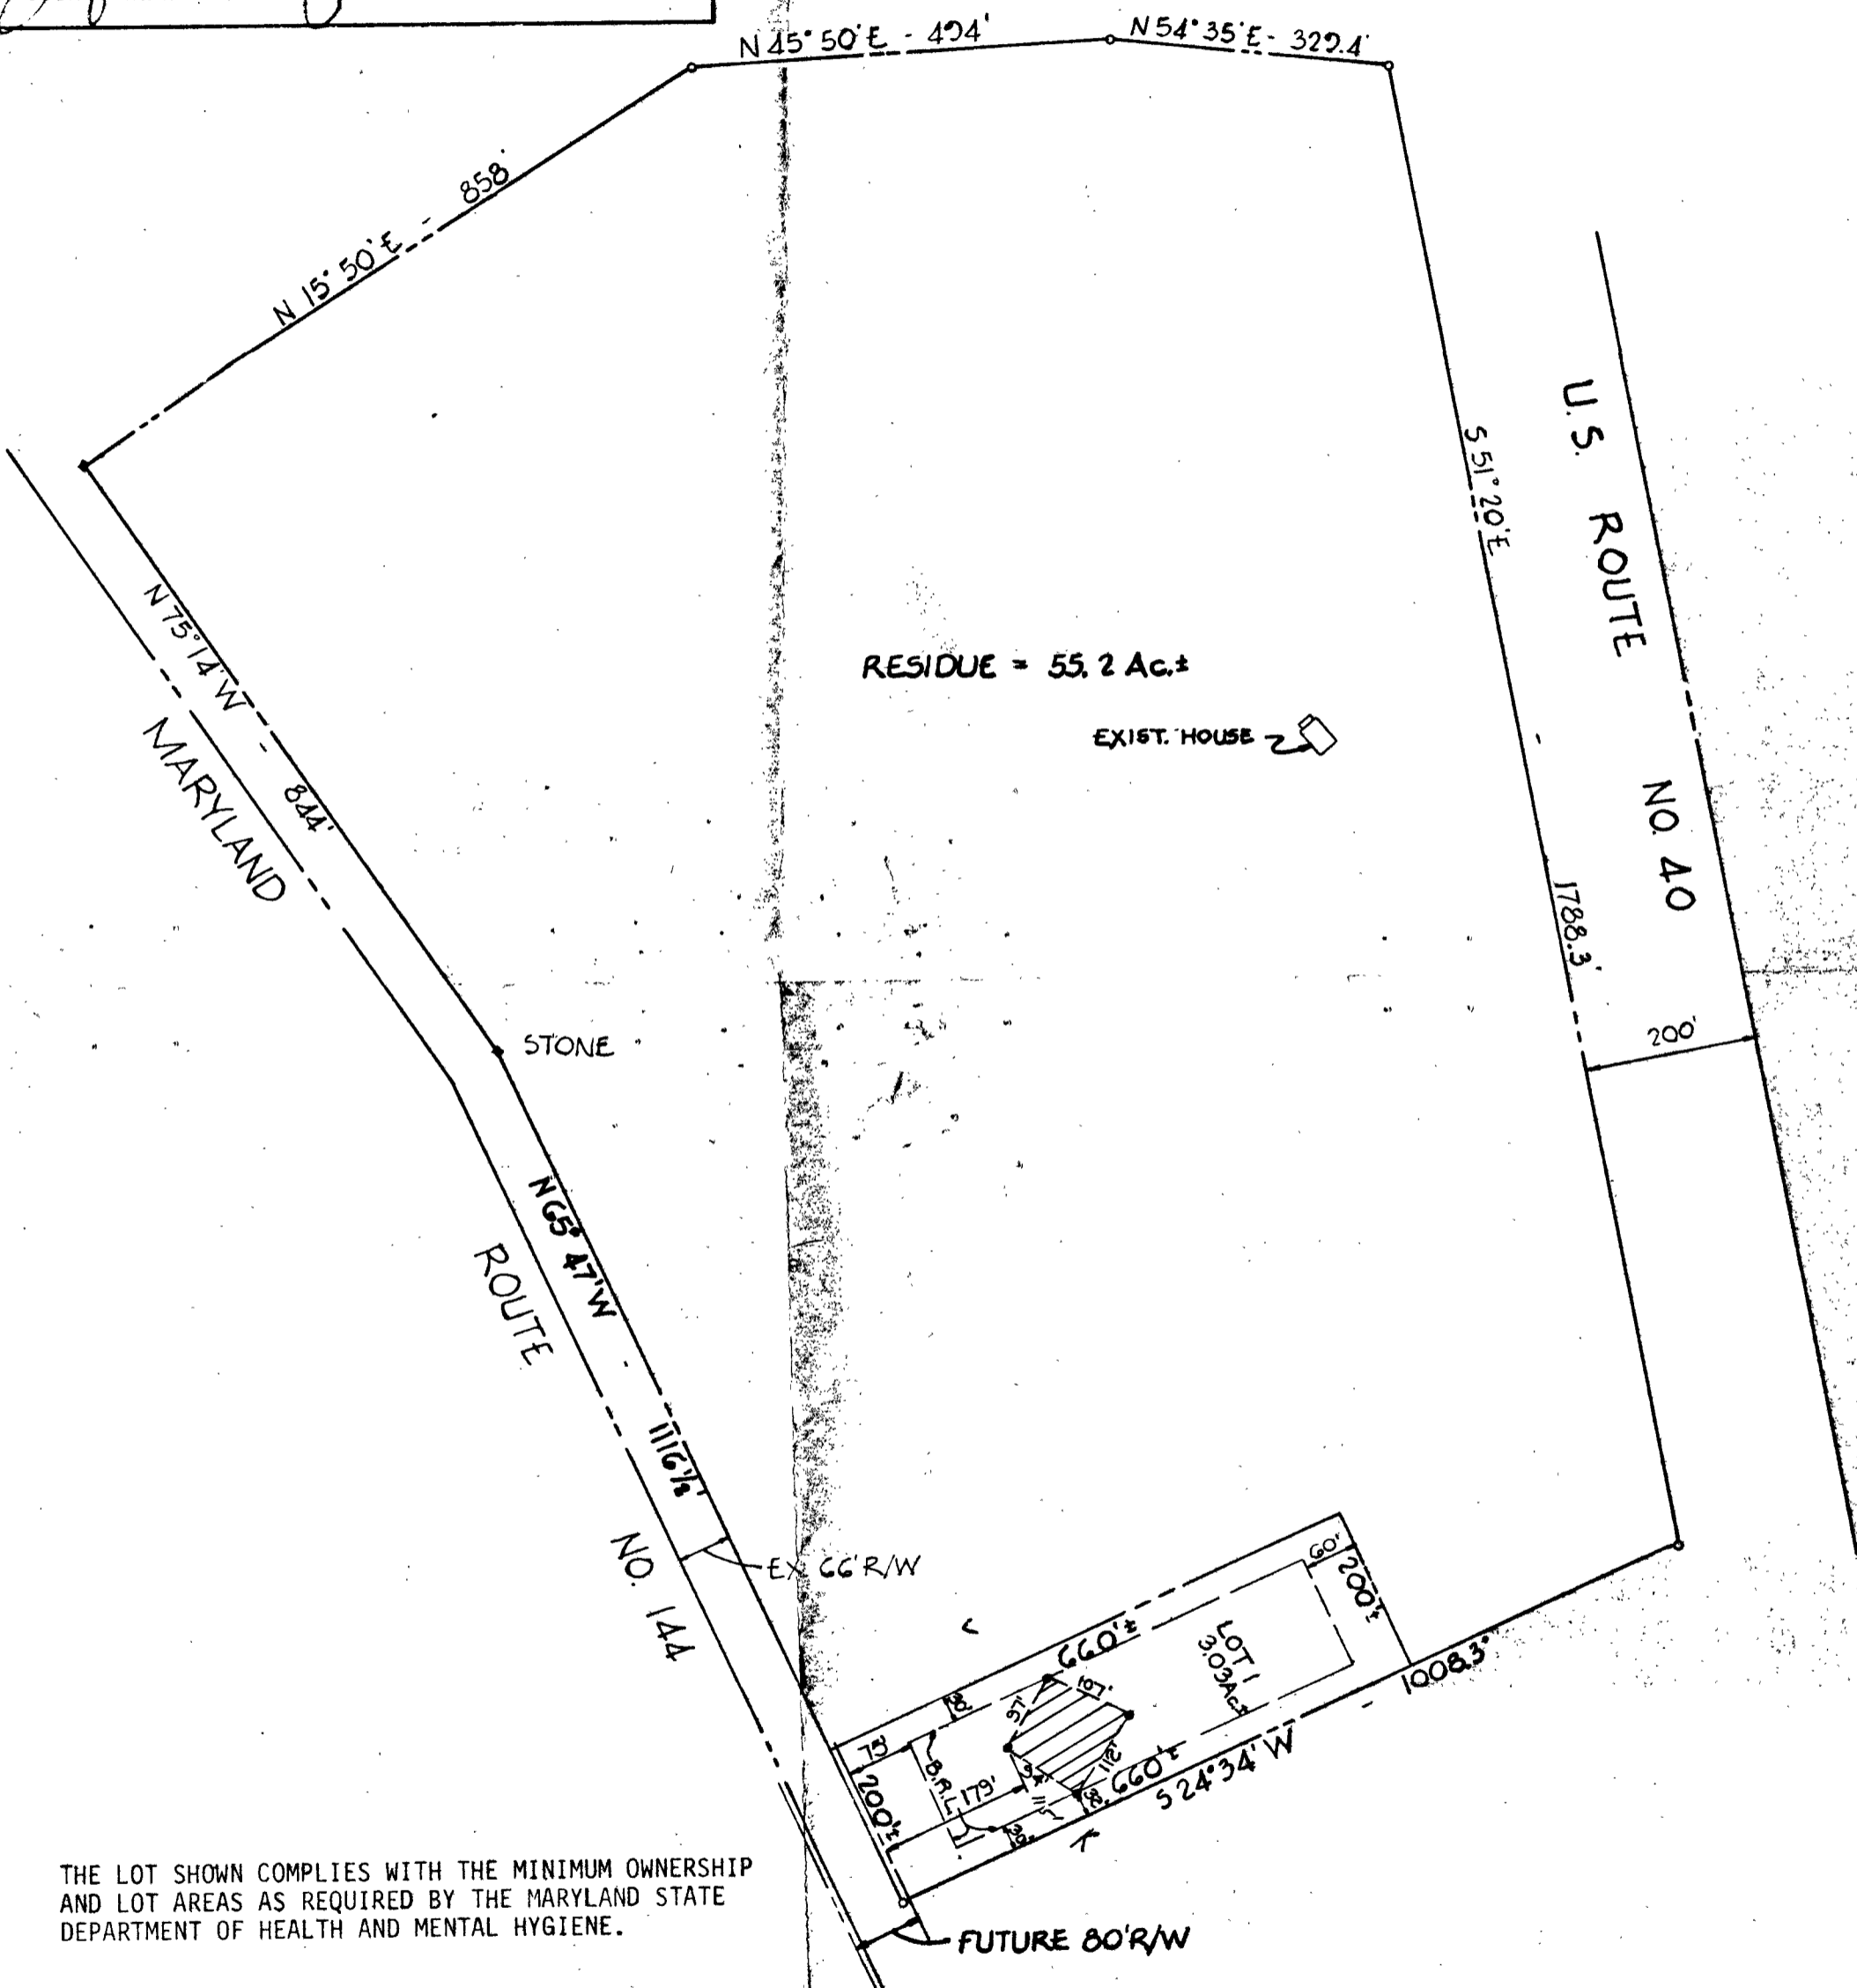 N 45° 50' E - 494'
N 54° 35' E - 329.4'
N 15° 50' E - 858'
U.S. ROUTE NO. 40
S 51° 20' E - 1788.3'
200'
N 75° 14' W - 844'
MARYLAND ROUTE NO. 144
RESIDUE = 55.2 Ac.±
EXIST. HOUSE
STONE
N 65° 47' W - 1116½'
EX 66' R/W
660'±
60'
200'±
LOT 1
3.03 Ac.±
1008.3'
S 24° 34' W
30'
97'
107'
75'
B.R.L.
179'
200'±
112'
660'±
30'
115'
K
THE LOT SHOWN COMPLIES WITH THE MINIMUM OWNERSHIP
AND LOT AREAS AS REQUIRED BY THE MARYLAND STATE
DEPARTMENT OF HEALTH AND MENTAL HYGIENE.
FUTURE 80' R/W